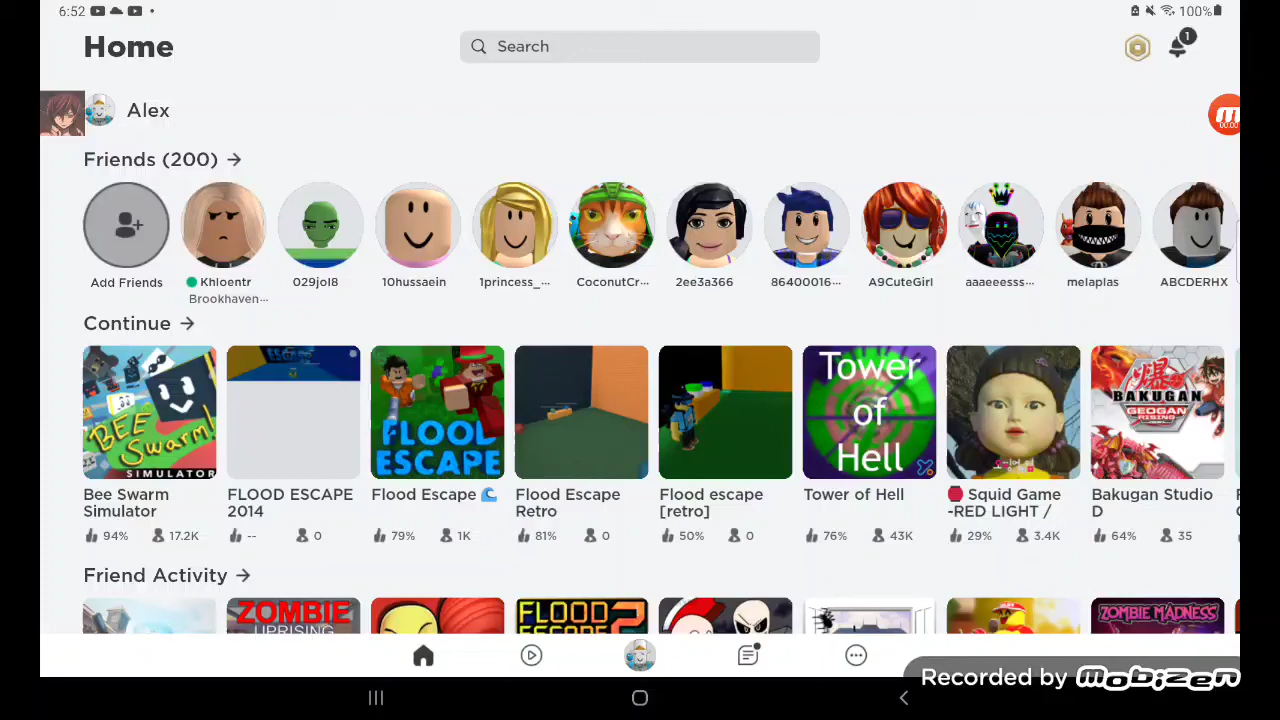 6:52
100%
Home
Search
1
00:00
Alex
Friends (200)
Add Friends
Khloentr
Brookhaven...
029jol8
10hussaein
1princess_...
CoconutCr...
2ee3a366
86400016...
A9CuteGirl
aaaeeesss...
melaplas
ABCDERHX
Continue
BEE Swarm!
SIMULATOR
ESCAPE
FLOOD
ESCAPE
Tower
of
Hell
爆
BAKUGAN
GEOGAN
RISING
Bee Swarm
Simulator
FLOOD ESCAPE
2014
Flood Escape
Flood Escape
Retro
Flood escape
[retro]
Tower of Hell
Squid Game
-RED LIGHT /
Bakugan Studio
D
94% 17.2K
-- 0
79% 1K
81% 0
50% 0
76% 43K
29% 3.4K
64% 35
Friend Activity
ZOMBIE
UPRISING
FLOOD
ESCAPE 2
ZOMBIE MADNESS
Recorded by mobizen